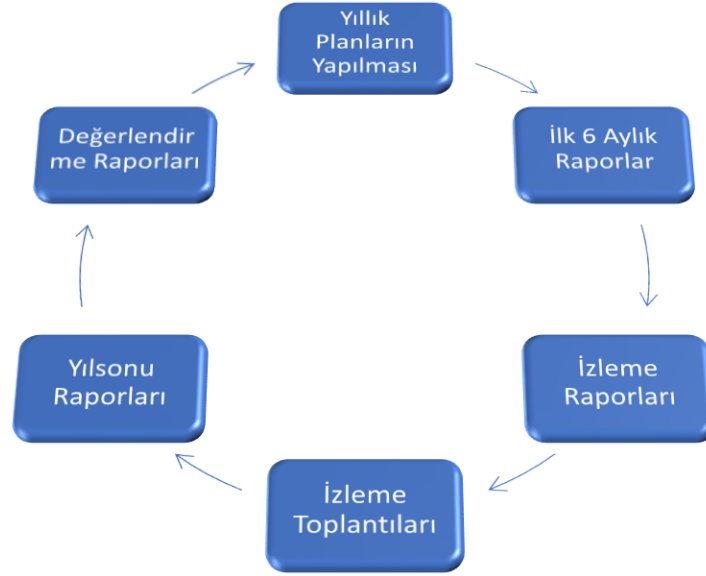 Yıllık
Planların
Yapılması
İlk 6 Aylık
Raporlar
İzleme
Raporları
İzleme
Toplantıları
Yılsonu
Raporları
Değerlendir
me Raporları